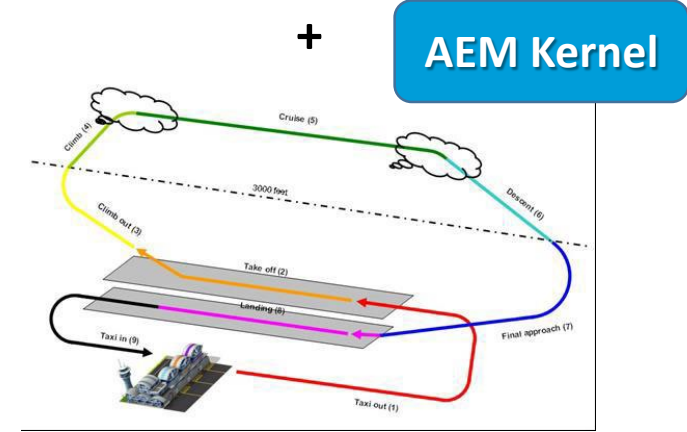 +
AEM Kernel
Cruise (5)
Climb (4)
3000 feet
Descent (6)
Climb out (3)
Take off (2)
Landing (8)
Final approach (7)
Taxi in (9)
Taxi out (1)